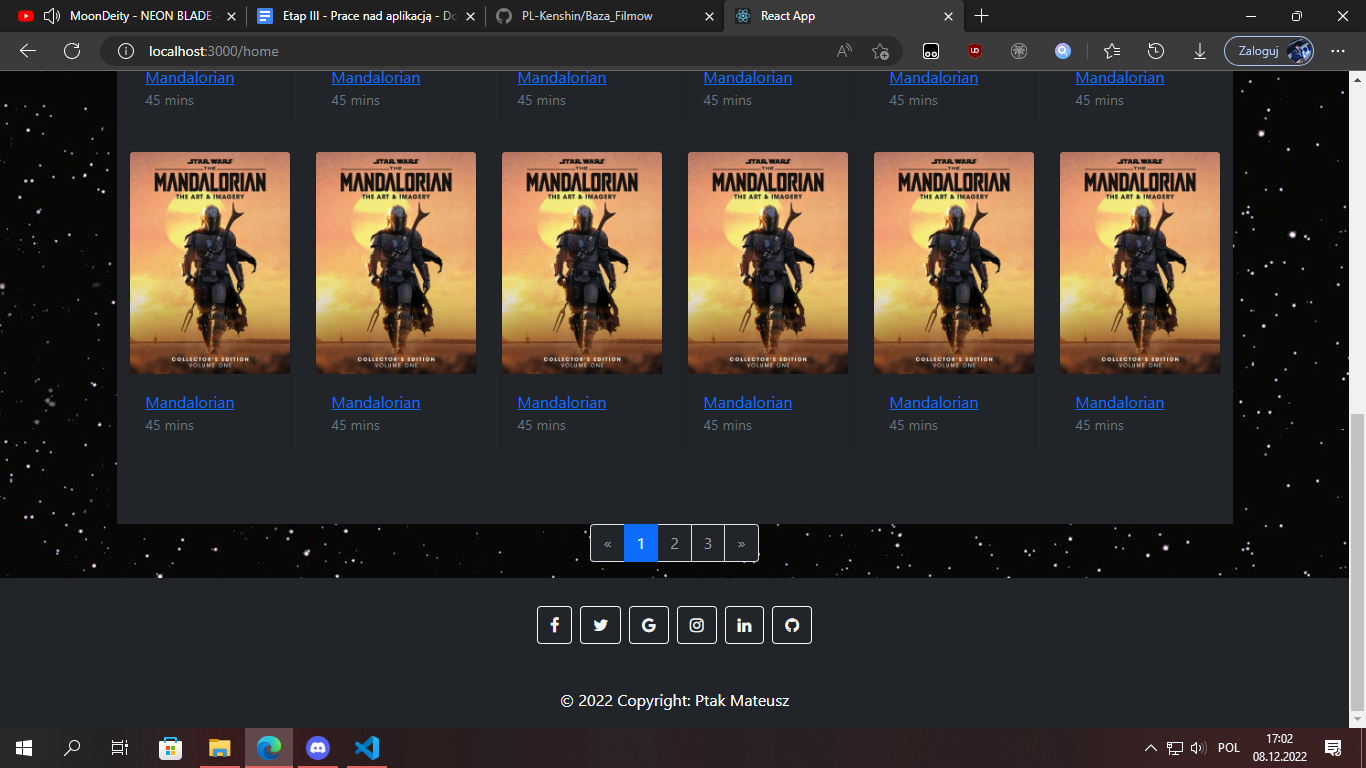 MoonDeity - NEON BLADE
Etap III - Prace nad aplikacją - Do
PL-Kenshin/Baza_Filmow
React App
localhost:3000/home
Zaloguj
Mandalorian Mandalorian Mandalorian Mandalorian Mandalorian Mandalorian
45 mins 45 mins 45 mins 45 mins 45 mins 45 mins
STAR WARS STAR WARS STAR WARS STAR WARS STAR WARS STAR WARS
THE THE THE THE THE THE
MANDALORIAN MANDALORIAN MANDALORIAN MANDALORIAN MANDALORIAN MANDALORIAN
THE ART & IMAGERY THE ART & IMAGERY THE ART & IMAGERY THE ART & IMAGERY THE ART & IMAGERY THE ART & IMAGERY
COLLECTOR'S EDITION COLLECTOR'S EDITION COLLECTOR'S EDITION COLLECTOR'S EDITION COLLECTOR'S EDITION COLLECTOR'S EDITION
VOLUME ONE VOLUME ONE VOLUME ONE VOLUME ONE VOLUME ONE VOLUME ONE
Mandalorian Mandalorian Mandalorian Mandalorian Mandalorian Mandalorian
45 mins 45 mins 45 mins 45 mins 45 mins 45 mins
« 1 2 3 »
© 2022 Copyright: Ptak Mateusz
POL
17:02
08.12.2022